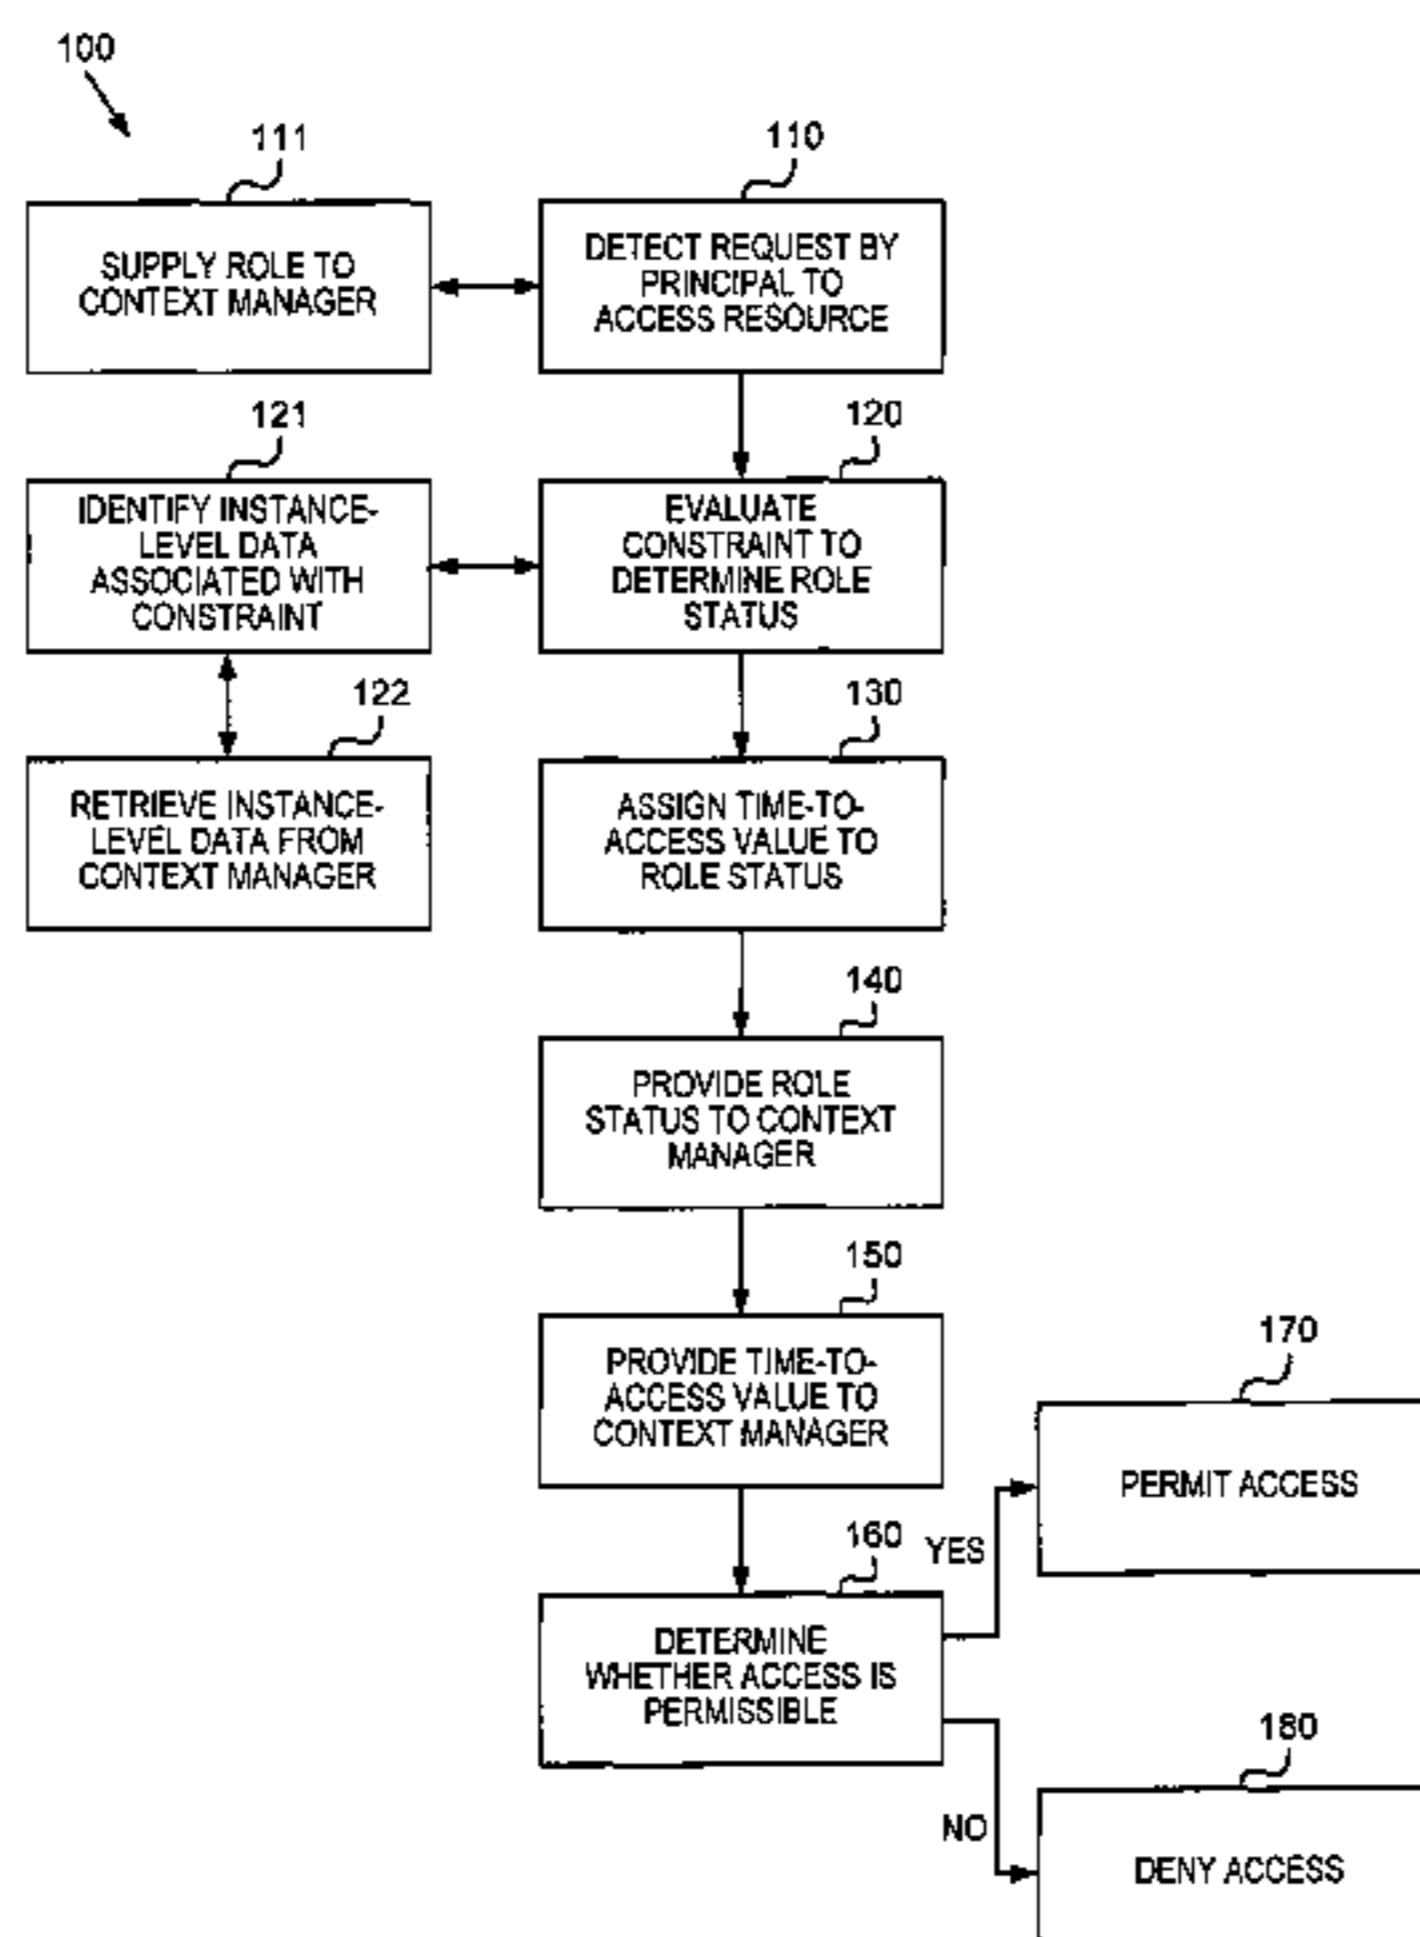 100
111
110
SUPPLY ROLE TO
CONTEXT MANAGER
DETECT REQUEST BY
PRINCIPAL TO
ACCESS RESOURCE
121
120
IDENTIFY INSTANCE-
LEVEL DATA
ASSOCIATED WITH
CONSTRAINT
EVALUATE
CONSTRAINT TO
DETERMINE ROLE
STATUS
122
130
RETRIEVE INSTANCE-
LEVEL DATA FROM
CONTEXT MANAGER
ASSIGN TIME-TO-
ACCESS VALUE TO
ROLE STATUS
140
PROVIDE ROLE
STATUS TO CONTEXT
MANAGER
150
PROVIDE TIME-TO-
ACCESS VALUE TO
CONTEXT MANAGER
170
PERMIT ACCESS
160
YES
DETERMINE
WHETHER ACCESS IS
PERMISSIBLE
180
NO
DENY ACCESS